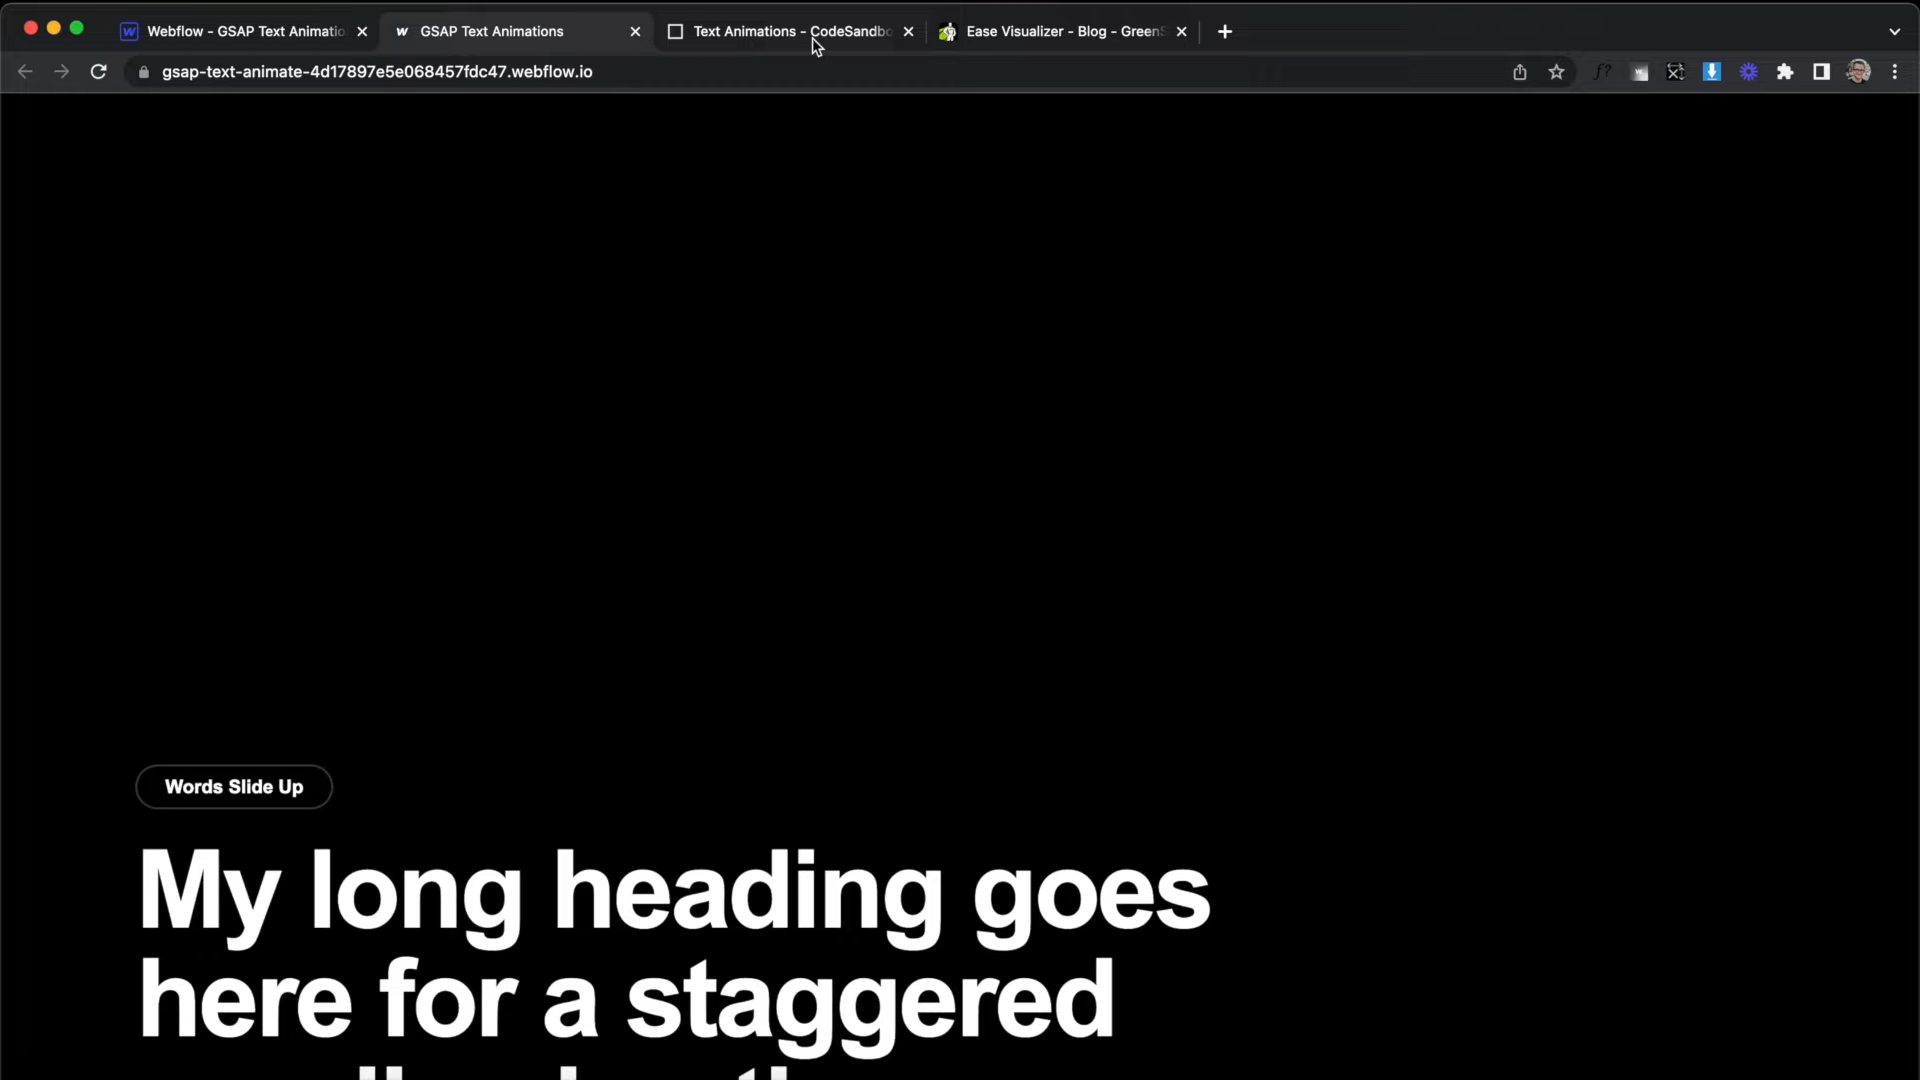 Webflow - GSAP Text Animatio
GSAP Text Animations
Text Animations - CodeSandbo
Ease Visualizer - Blog - GreenS
gsap-text-animate-4d17897e5e068457fdc47.webflow.io
Words Slide Up
My long heading goes
here for a staggered